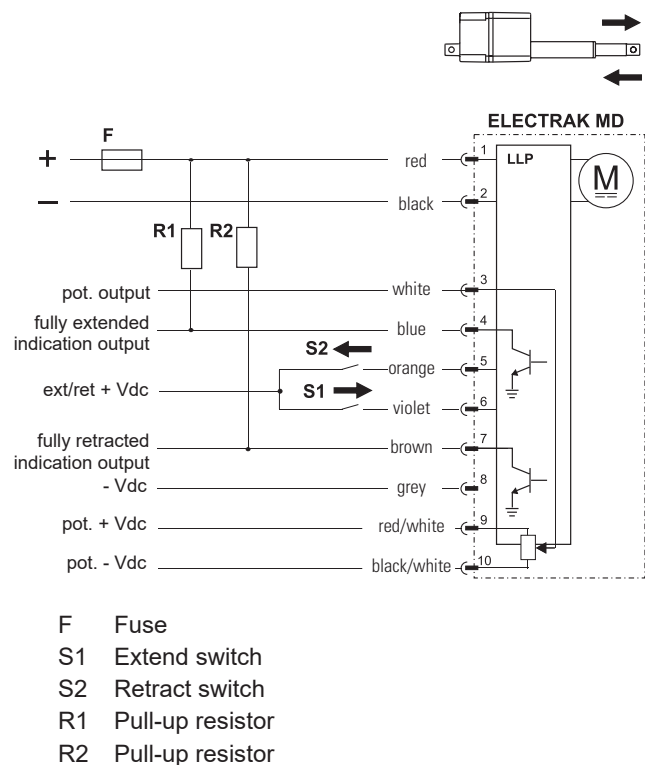 ELECTRAK MD
F
+ red 1 LLP M
− black 2
R1 R2
pot. output white 3
fully extended
indication output blue 4
S2
orange 5
ext/ret + Vdc S1
violet 6
fully retracted
indication output brown 7
- Vdc grey 8
pot. + Vdc red/white 9
pot. - Vdc black/white 10
F Fuse
S1 Extend switch
S2 Retract switch
R1 Pull-up resistor
R2 Pull-up resistor